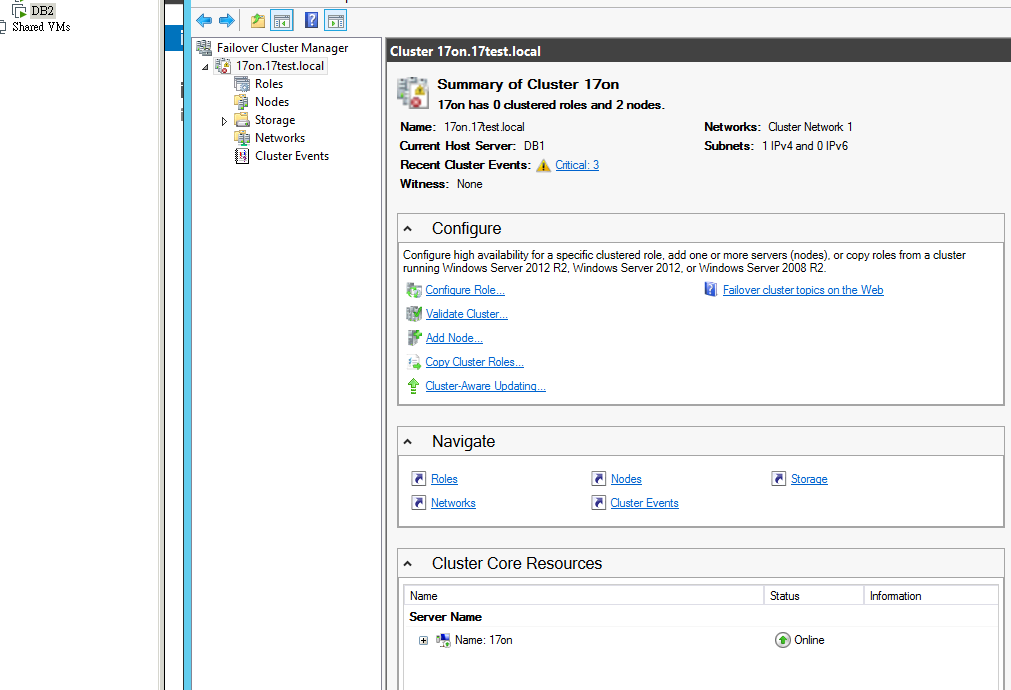 DB2
Shared VMs
Failover Cluster Manager
17on.17test.local
Roles
Nodes
Storage
Networks
Cluster Events
Cluster 17on.17test.local
Summary of Cluster 17on
17on has 0 clustered roles and 2 nodes.
Name: 17on.17test.local
Networks: Cluster Network 1
Current Host Server: DB1
Subnets: 1 IPv4 and 0 IPv6
Recent Cluster Events: Critical: 3
Witness: None
Configure
Configure high availability for a specific clustered role, add one or more servers (nodes), or copy roles from a cluster
running Windows Server 2012 R2, Windows Server 2012, or Windows Server 2008 R2.
Configure Role...
Failover cluster topics on the Web
Validate Cluster...
Add Node...
Copy Cluster Roles...
Cluster-Aware Updating...
Navigate
Roles
Nodes
Storage
Networks
Cluster Events
Cluster Core Resources
Name Status Information
Server Name
Name: 17on Online